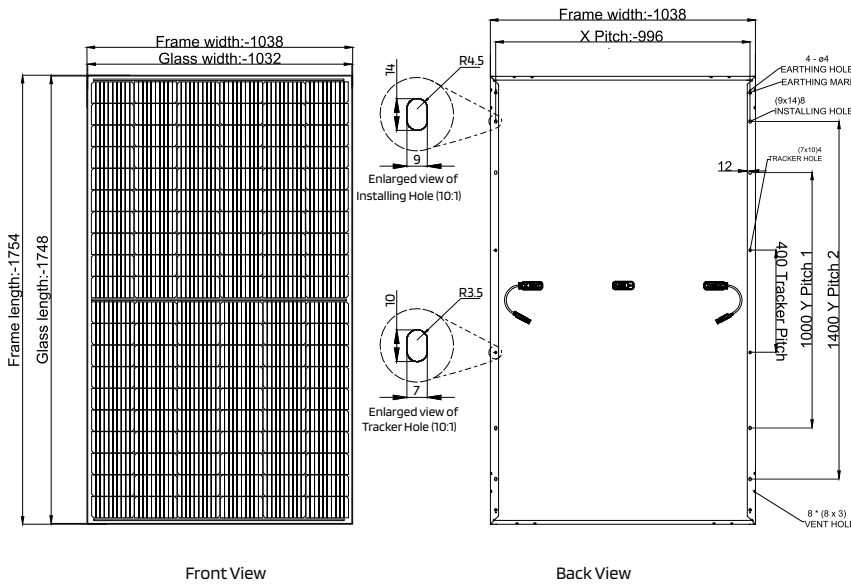 Frame width:-1038
Glass width:-1032
Frame length:-1754
Glass length:-1748
14
R4.5
9
Enlarged view of
Installing Hole (10:1)
10
R3.5
7
Enlarged view of
Tracker Hole (10:1)
Frame width:-1038
X Pitch:-996
4 - ø4
EARTHING HOLE
EARTHING MARK
(9x14)8
INSTALLING HOLE
(7x10)4
TRACKER HOLE
12
400 Tracker Pitch
1000 Y Pitch 1
1400 Y Pitch 2
8 * (8 x 3)
VENT HOLE
Front View
Back View